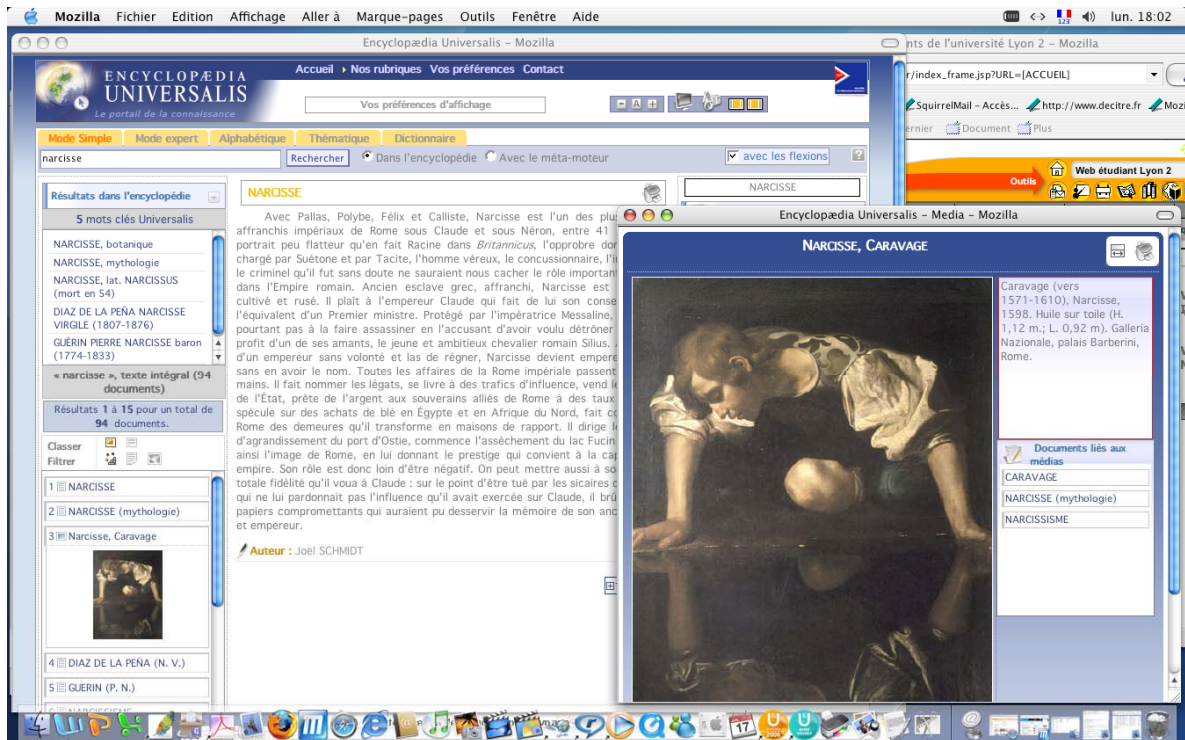 Mozilla Fichier Edition Affichage Aller à Marque-pages Outils Fenêtre Aide
lun. 18:02
Encyclopædia Universalis – Mozilla
nts de l'université Lyon 2 – Mozilla
ENCYCLOPÆDIA
UNIVERSALIS
Le portail de la connaissance
Accueil Nos rubriques Vos préférences Contact
Vos préférences d'affichage
A
r/index_frame.jsp?URL=[ACCUEIL]
SquirrelMail – Accès... http://www.decitre.fr Mozi
ernier Document Plus
Outils
Web étudiant Lyon 2
Mode Simple Mode expert Alphabétique Thématique Dictionnaire
narcisse
Rechercher
Dans l'encyclopédie Avec le méta-moteur
avec les flexions
Résultats dans l'encyclopédie
5 mots clés Universalis
NARCISSE, botanique
NARCISSE, mythologie
NARCISSE, lat. NARCISSUS
(mort en 54)
DIAZ DE LA PEÑA NARCISSE
VIRGILE (1807-1876)
GUÉRIN PIERRE NARCISSE baron
(1774-1833)
« narcisse », texte intégral (94
documents)
Résultats 1 à 15 pour un total de
94 documents.
Classer
Filtrer
1 NARCISSE
2 NARCISSE (mythologie)
3 Narcisse, Caravage
4 DIAZ DE LA PEÑA (N. V.)
5 GUERIN (P. N.)
NARCISSE
Avec Pallas, Polybe, Félix et Calliste, Narcisse est l'un des plu
affranchis impériaux de Rome sous Claude et sous Néron, entre 41
portrait peu flatteur qu'en fait Racine dans Britannicus, l'opprobre don
chargé par Suétone et par Tacite, l'homme véreux, le concussionnaire, l'i
le criminel qu'il fut sans doute ne sauraient nous cacher le rôle importan
dans l'Empire romain. Ancien esclave grec, affranchi, Narcisse est
cultivé et rusé. Il plaît à l'empereur Claude qui fait de lui son conse
l'équivalent d'un Premier ministre. Protégé par l'impératrice Messaline,
pourtant pas à la faire assassiner en l'accusant d'avoir voulu détrôner
profit d'un de ses amants, le jeune et ambitieux chevalier romain Silius.
d'un empereur sans volonté et las de régner, Narcisse devient empere
sans en avoir le nom. Toutes les affaires de la Rome impériale passent
mains. Il fait nommer les légats, se livre à des trafics d'influence, vend l
de l'État, prête de l'argent aux souverains alliés de Rome à des taux
spécule sur des achats de blé en Égypte et en Afrique du Nord, fait co
Rome des demeures qu'il transforme en maisons de rapport. Il dirige l
d'agrandissement du port d'Ostie, commence l'assèchement du lac Fucin
ainsi l'image de Rome, en lui donnant le prestige qui convient à la cap
empire. Son rôle est donc loin d'être négatif. On peut mettre aussi à so
totale fidélité qu'il voua à Claude : sur le point d'être tué par les sicaires
qui ne lui pardonnait pas l'influence qu'il avait exercée sur Claude, il brû
papiers compromettants qui auraient pu desservir la mémoire de son anc
et empereur.
Auteur : Joël SCHMIDT
NARCISSE
Encyclopædia Universalis – Media – Mozilla
NARCISSE, CARAVAGE
Caravage (vers
1571-1610), Narcisse,
1598. Huile sur toile (H.
1,12 m.; L. 0,92 m). Galleria
Nazionale, palais Barberini,
Rome.
Documents liés aux
médias
CARAVAGE
NARCISSE (mythologie)
NARCISSISME